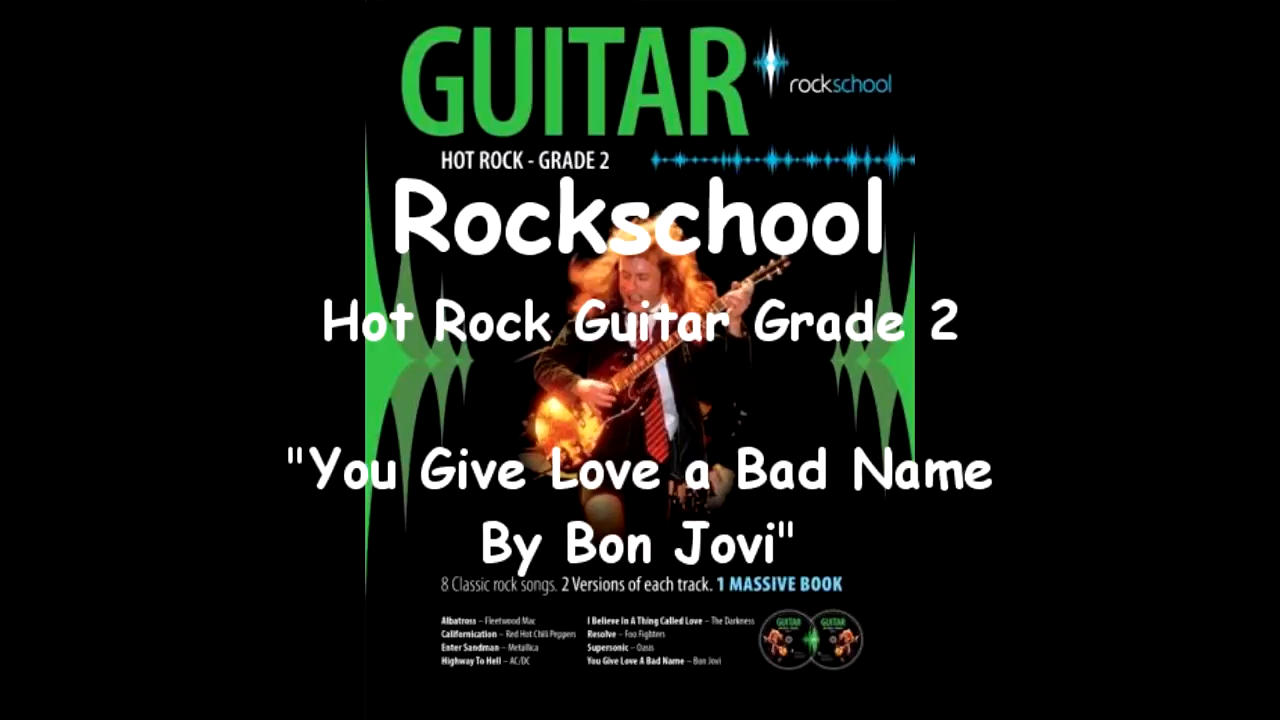 GUITAR
rockschool
HOT ROCK - GRADE 2
Rockschool
Hot Rock Guitar Grade 2
"You Give Love a Bad Name
By Bon Jovi"
8 Classic rock songs. 2 Versions of each track. 1 MASSIVE BOOK
Albatross – Fleetwood Mac
Californication – Red Hot Chili Peppers
Enter Sandman – Metallica
Highway To Hell – AC/DC
I Believe In A Thing Called Love – The Darkness
Resolve – Foo Fighters
Supersonic – Oasis
You Give Love A Bad Name – Bon Jovi
GUITAR
GUITAR